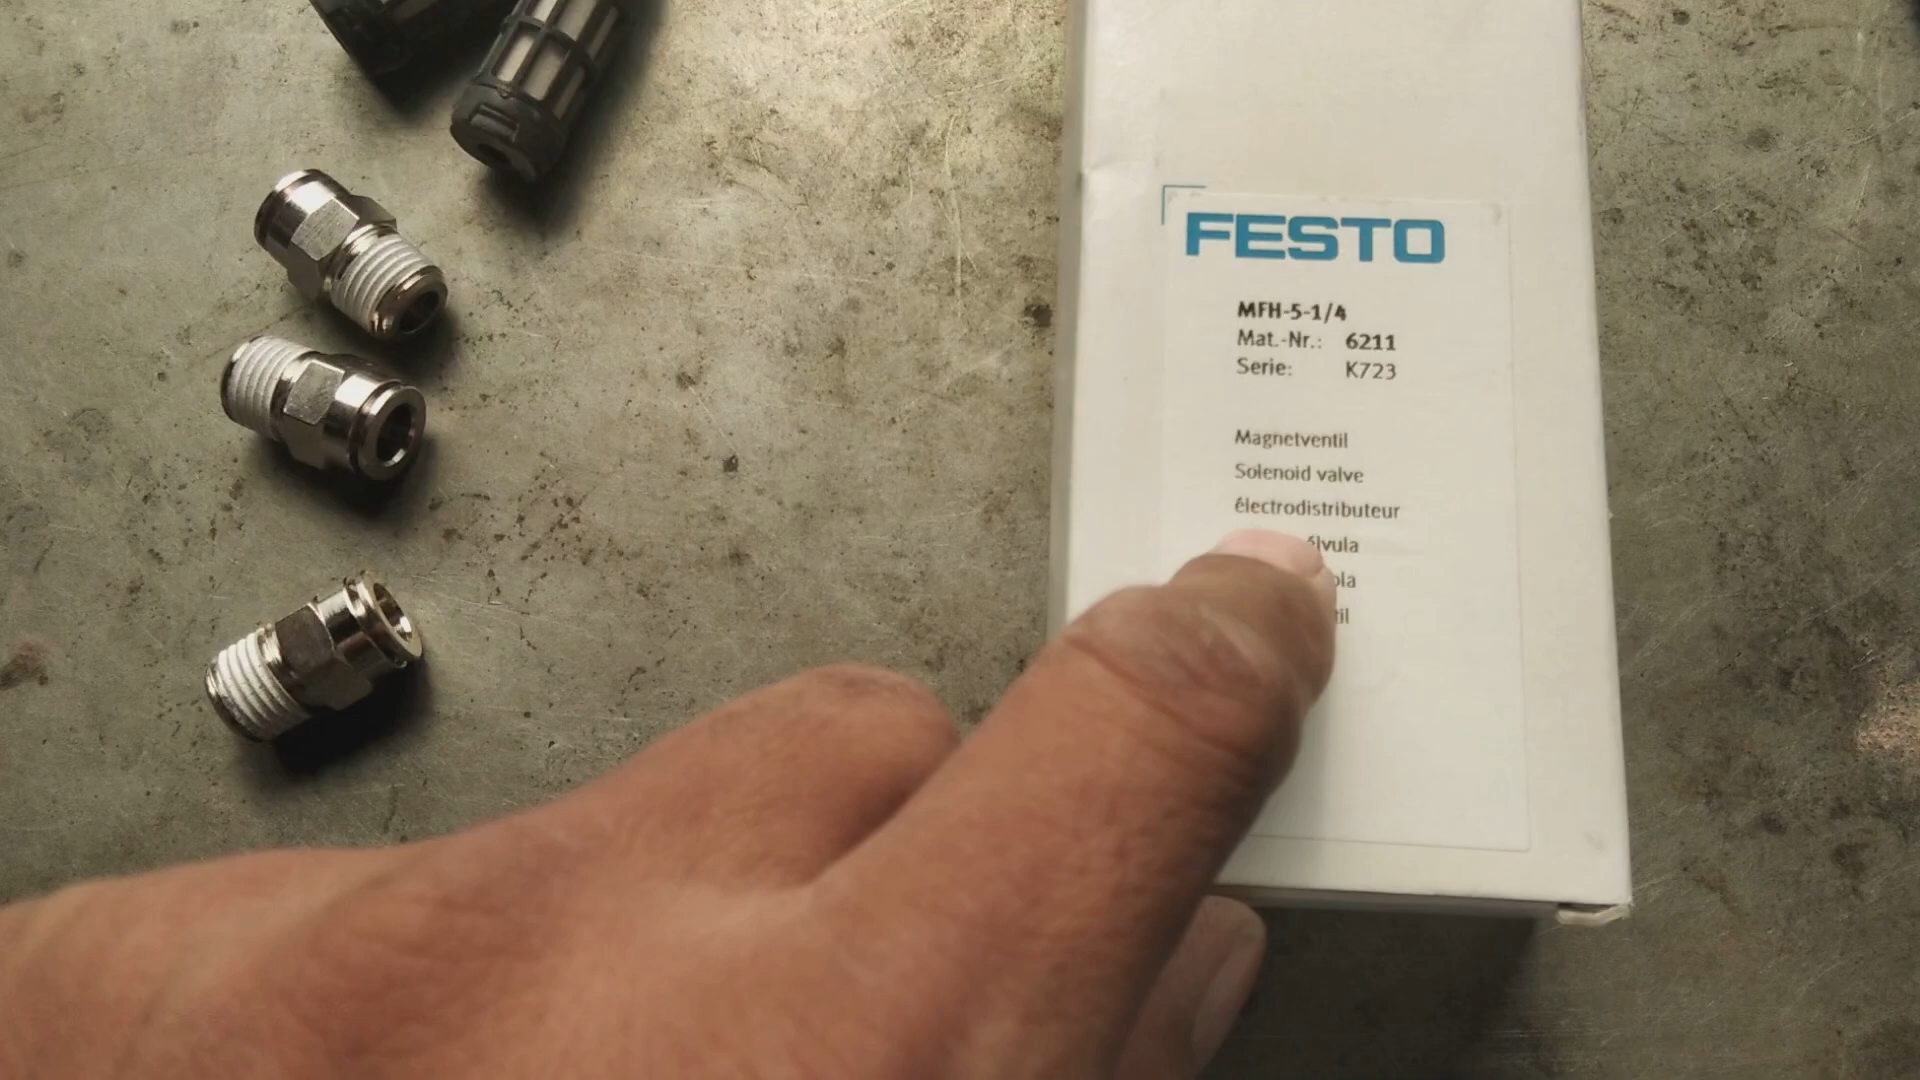 FESTO
MFH-5-1/4
Mat.-Nr.: 6211
Serie: K723
Magnetventil
Solenoid valve
électrodistributeur